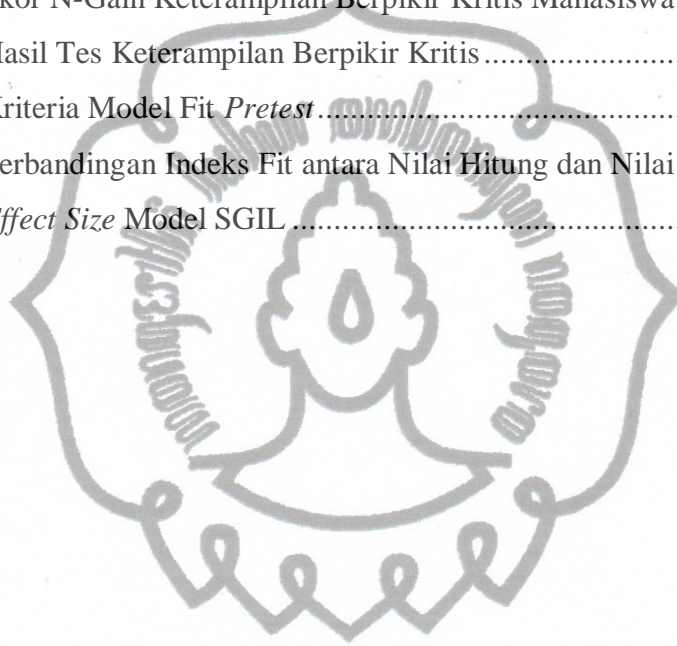 kor N-Gain Keterampilan Berpikir Kritis Mahasiswa
Hasil Tes Keterampilan Berpikir Kritis
Kriteria Model Fit Pretest
erbandingan Indeks Fit antara Nilai Hitung dan Nilai
ffect Size Model SGIL